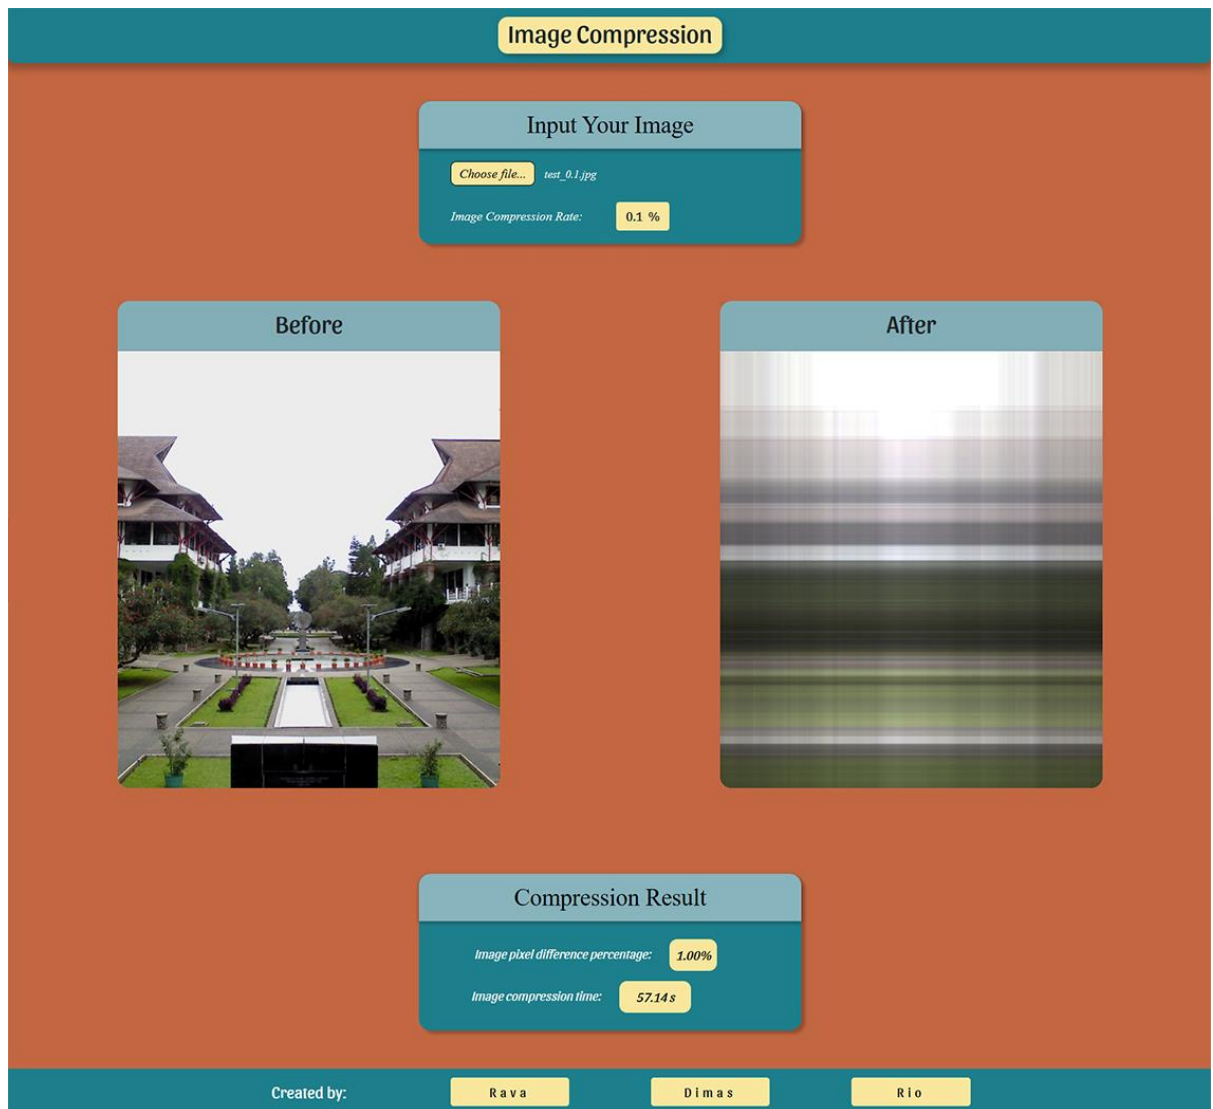 Image Compression
Input Your Image
Choose file... test_0.1.jpg
Image Compression Rate: 0.1 %
Before
After
Compression Result
Image pixel difference percentage: 1.00%
Image compression time: 57.14 s
Created by: Rava Dimas Rio